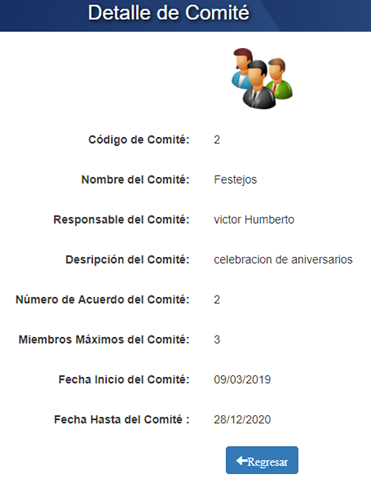 Detalle de Comité
Código de Comité: 2
Nombre del Comité: Festejos
Responsable del Comité: victor Humberto
Desripción del Comité: celebracion de aniversarios
Número de Acuerdo del Comité: 2
Miembros Máximos del Comité: 3
Fecha Inicio del Comité: 09/03/2019
Fecha Hasta del Comité : 28/12/2020
Regresar